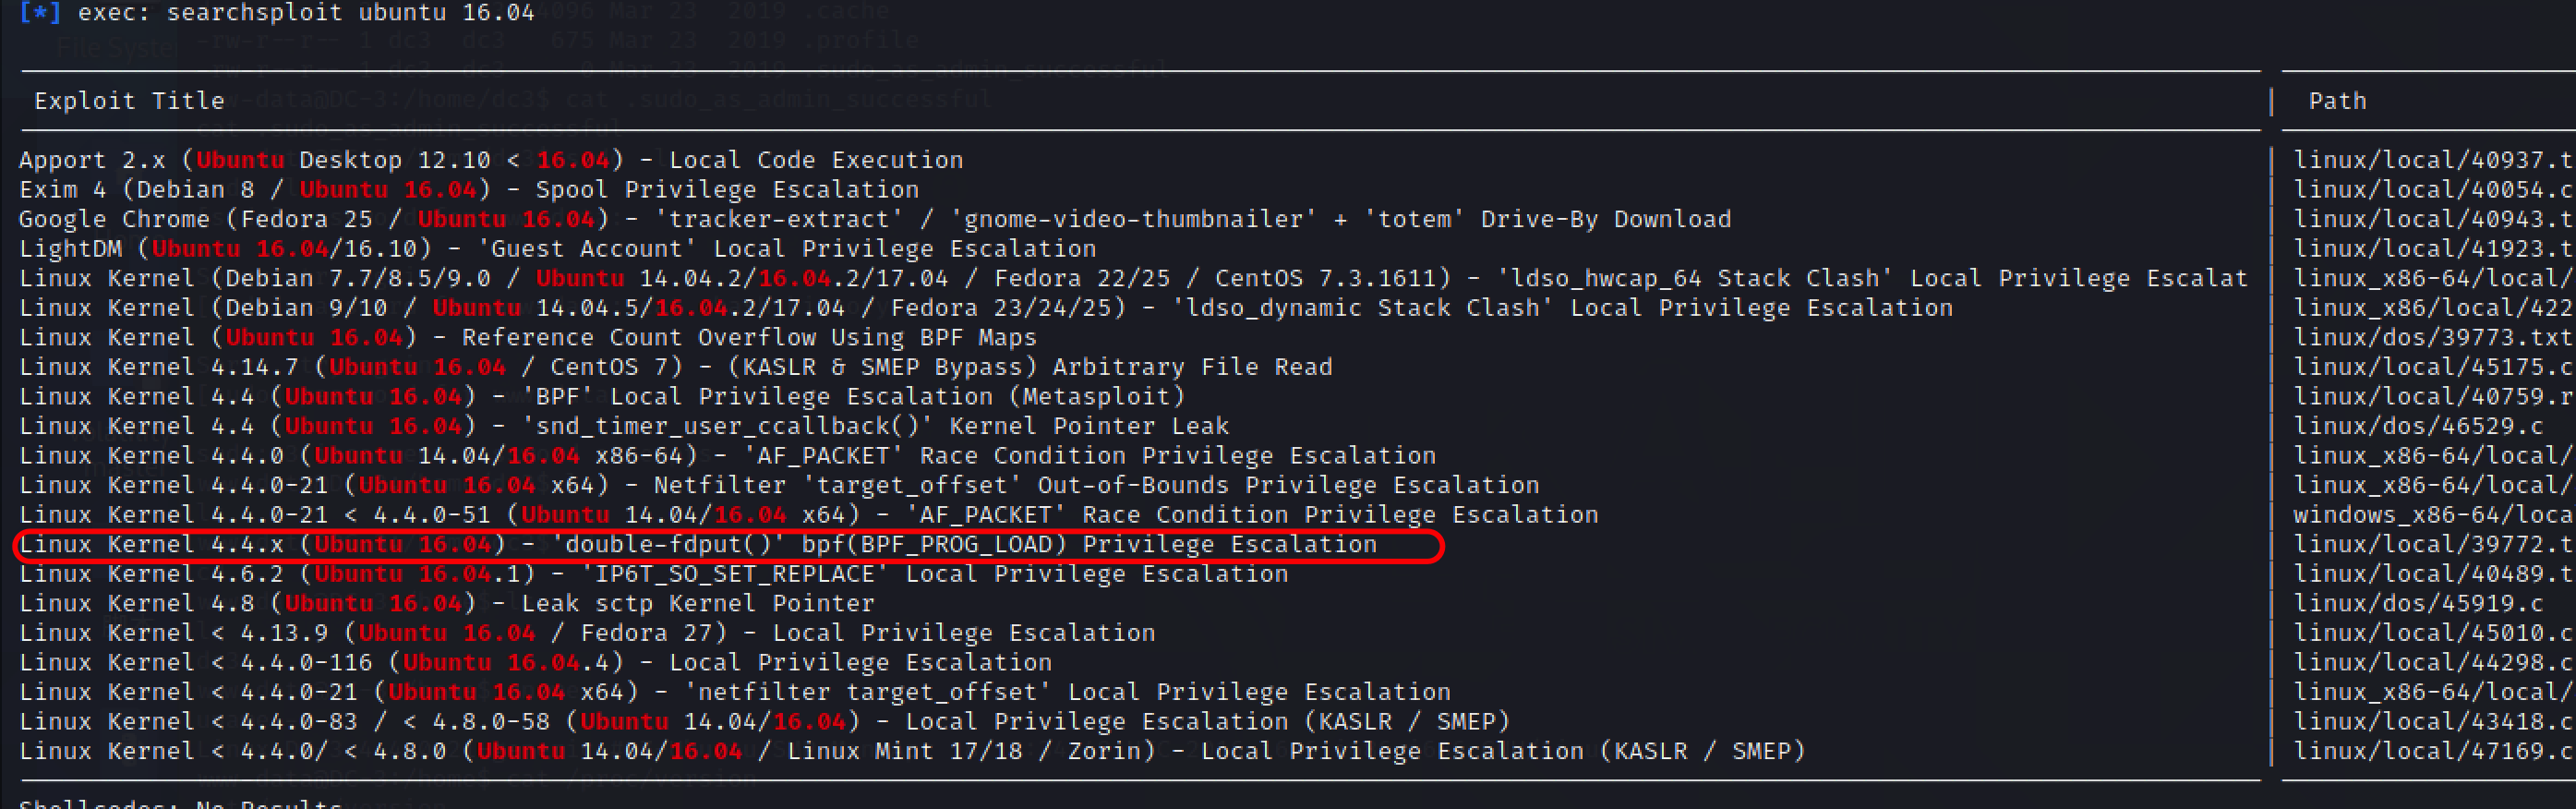 [*] exec: searchsploit ubuntu 16.04
Exploit Title | Path
Apport 2.x (Ubuntu Desktop 12.10 < 16.04) - Local Code Execution | linux/local/40937.t
Exim 4 (Debian 8 / Ubuntu 16.04) - Spool Privilege Escalation | linux/local/40054.c
Google Chrome (Fedora 25 / Ubuntu 16.04) - 'tracker-extract' / 'gnome-video-thumbnailer' + 'totem' Drive-By Download | linux/local/40943.t
LightDM (Ubuntu 16.04/16.10) - 'Guest Account' Local Privilege Escalation | linux/local/41923.t
Linux Kernel (Debian 7.7/8.5/9.0 / Ubuntu 14.04.2/16.04.2/17.04 / Fedora 22/25 / CentOS 7.3.1611) - 'ldso_hwcap_64 Stack Clash' Local Privilege Escalat | linux_x86-64/local/
Linux Kernel (Debian 9/10 / Ubuntu 14.04.5/16.04.2/17.04 / Fedora 23/24/25) - 'ldso_dynamic Stack Clash' Local Privilege Escalation | linux_x86/local/422
Linux Kernel (Ubuntu 16.04) - Reference Count Overflow Using BPF Maps | linux/dos/39773.txt
Linux Kernel 4.14.7 (Ubuntu 16.04 / CentOS 7) - (KASLR & SMEP Bypass) Arbitrary File Read | linux/local/45175.c
Linux Kernel 4.4 (Ubuntu 16.04) - 'BPF' Local Privilege Escalation (Metasploit) | linux/local/40759.r
Linux Kernel 4.4 (Ubuntu 16.04) - 'snd_timer_user_ccallback()' Kernel Pointer Leak | linux/dos/46529.c
Linux Kernel 4.4.0 (Ubuntu 14.04/16.04 x86-64) - 'AF_PACKET' Race Condition Privilege Escalation | linux_x86-64/local/
Linux Kernel 4.4.0-21 (Ubuntu 16.04 x64) - Netfilter 'target_offset' Out-of-Bounds Privilege Escalation | linux_x86-64/local/
Linux Kernel 4.4.0-21 < 4.4.0-51 (Ubuntu 14.04/16.04 x64) - 'AF_PACKET' Race Condition Privilege Escalation | windows_x86-64/loca
Linux Kernel 4.4.x (Ubuntu 16.04) - 'double-fdput()' bpf(BPF_PROG_LOAD) Privilege Escalation | linux/local/39772.t
Linux Kernel 4.6.2 (Ubuntu 16.04.1) - 'IP6T_SO_SET_REPLACE' Local Privilege Escalation | linux/local/40489.t
Linux Kernel 4.8 (Ubuntu 16.04) - Leak sctp Kernel Pointer | linux/dos/45919.c
Linux Kernel < 4.13.9 (Ubuntu 16.04 / Fedora 27) - Local Privilege Escalation | linux/local/45010.c
Linux Kernel < 4.4.0-116 (Ubuntu 16.04.4) - Local Privilege Escalation | linux/local/44298.c
Linux Kernel < 4.4.0-21 (Ubuntu 16.04 x64) - 'netfilter target_offset' Local Privilege Escalation | linux_x86-64/local/
Linux Kernel < 4.4.0-83 / < 4.8.0-58 (Ubuntu 14.04/16.04) - Local Privilege Escalation (KASLR / SMEP) | linux/local/43418.c
Linux Kernel < 4.4.0/ < 4.8.0 (Ubuntu 14.04/16.04 / Linux Mint 17/18 / Zorin) - Local Privilege Escalation (KASLR / SMEP) | linux/local/47169.c
Shellcodes: No Results